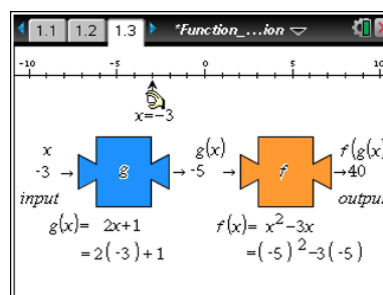 1.1 1.2 1.3 *Function_...ion
-10 -5 0 5 10
x=-3
x g(x) f(g(x)
-3 → g → -5 → f → 40
input output
g(x)= 2x+1 f(x)= x²-3x
=2(-3)+1 =(-5)²-3(-5)